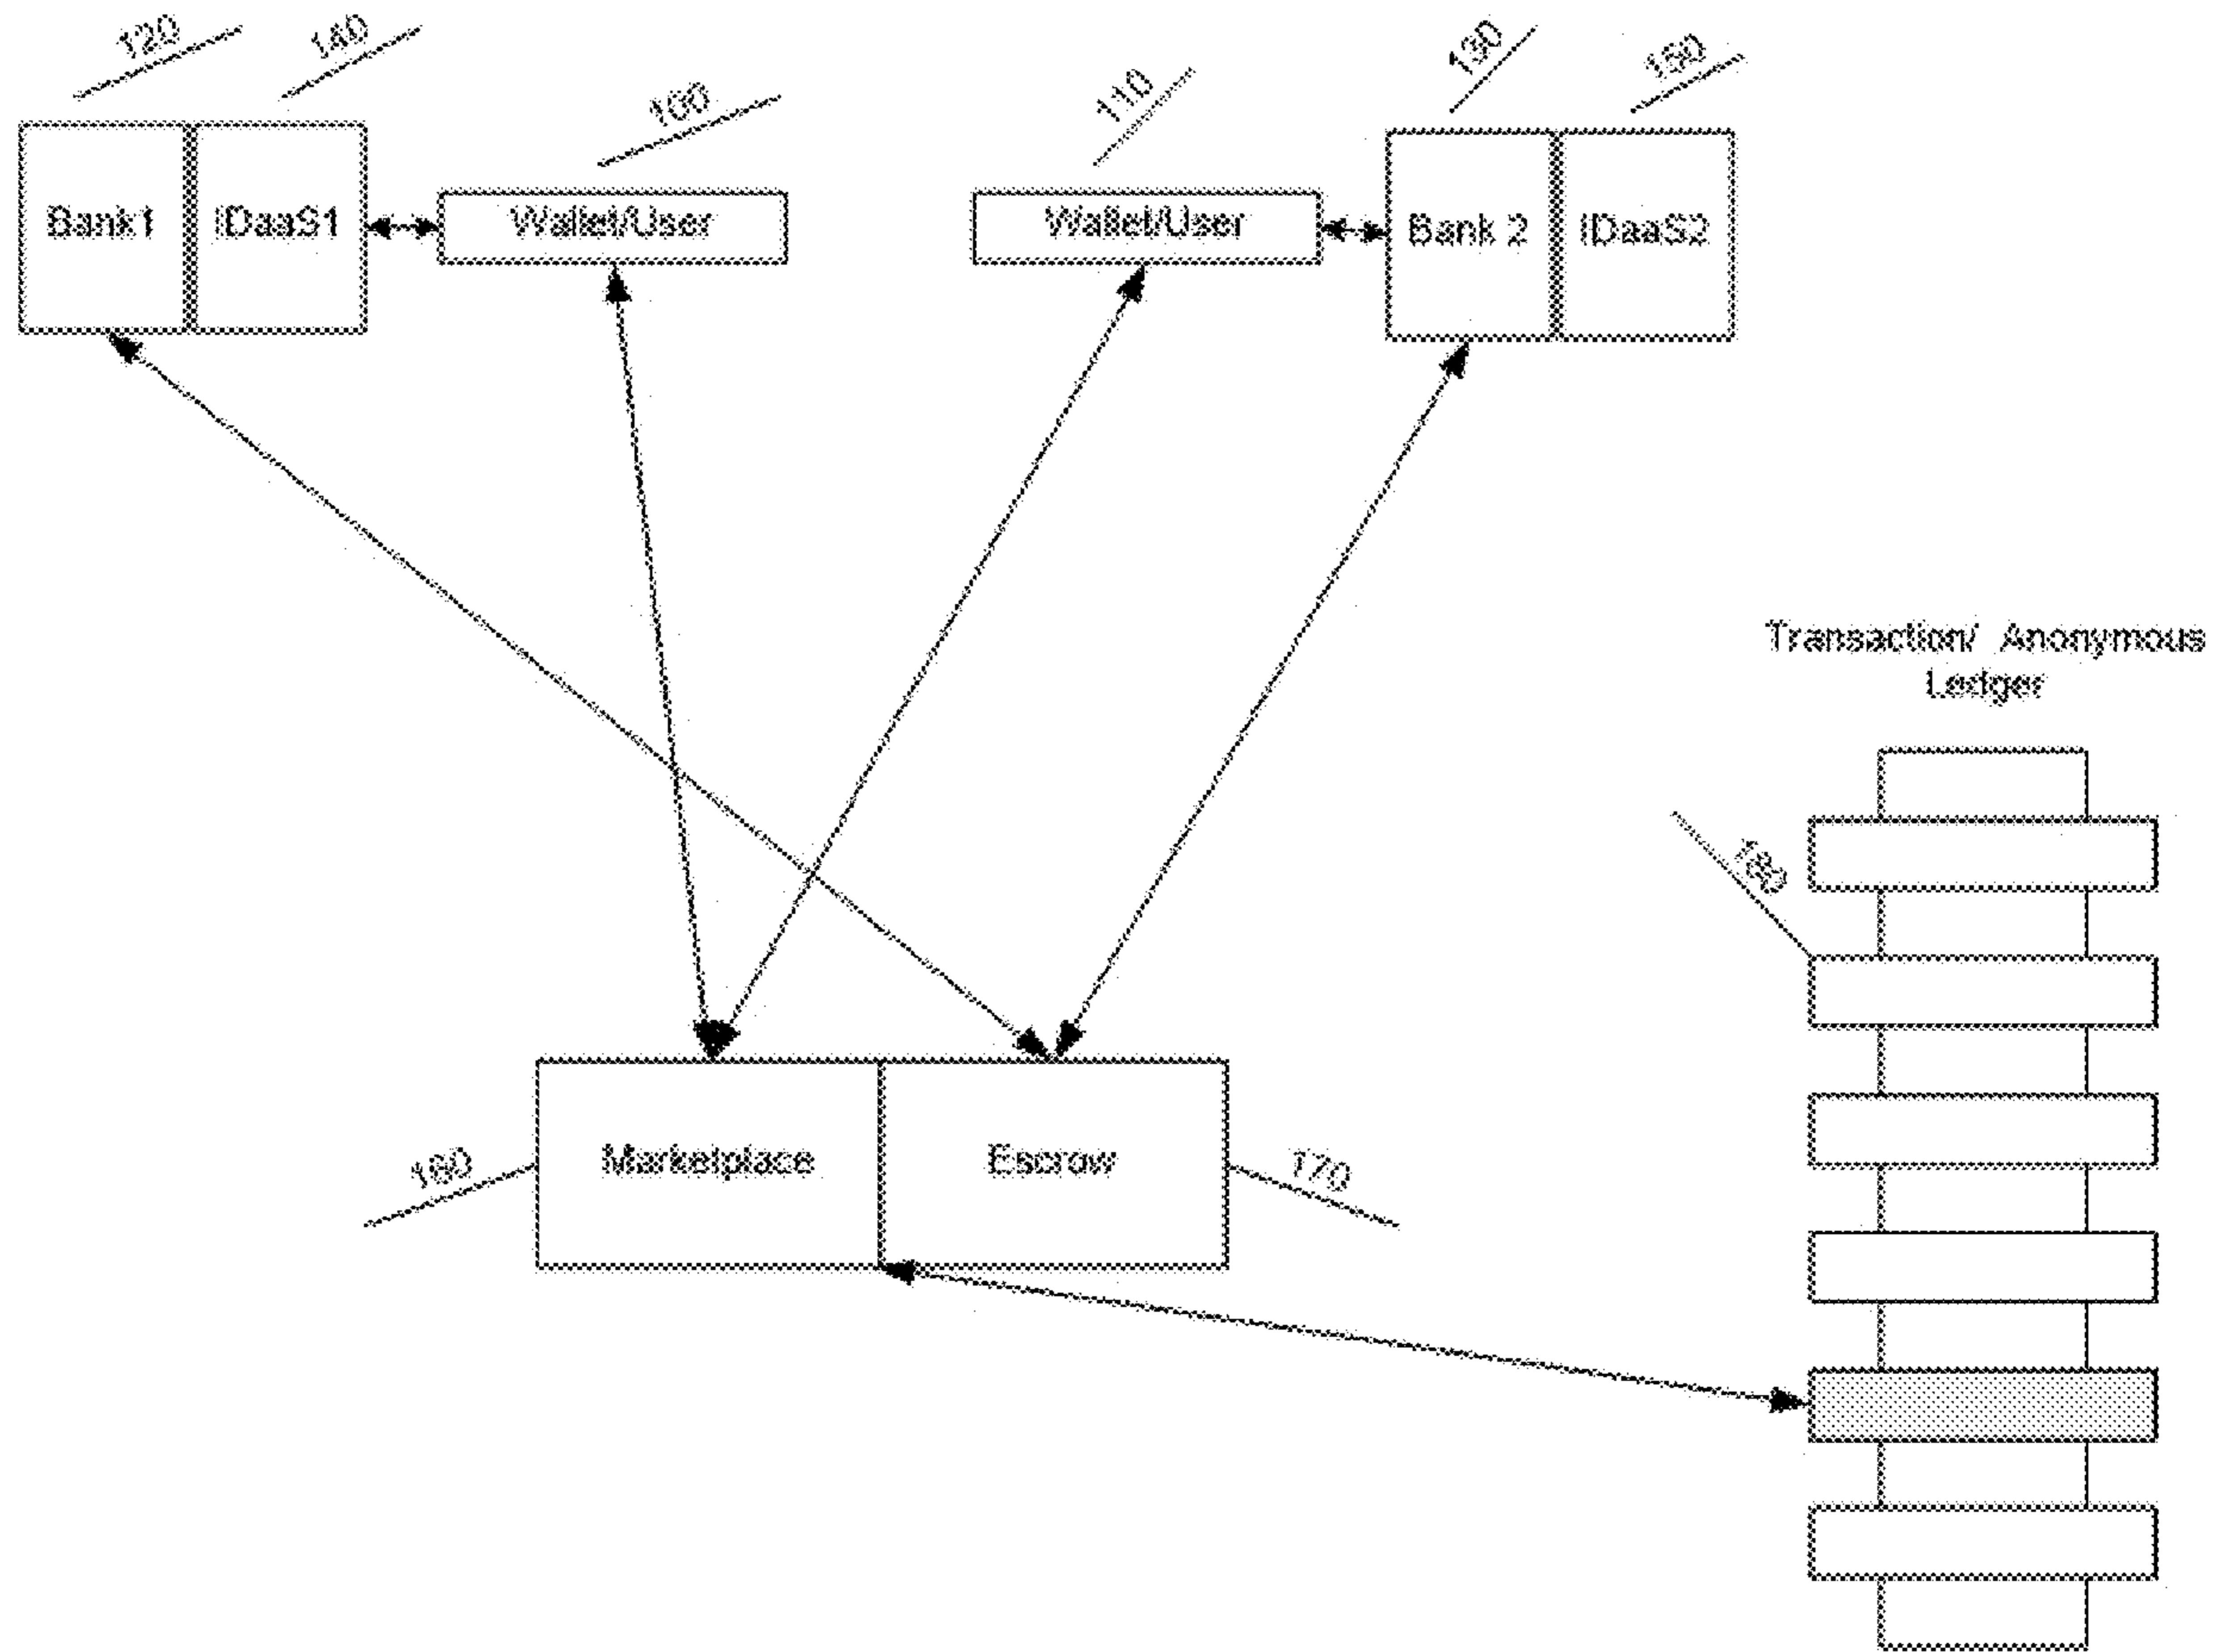 120
140
100
110
130
150
Bank1
IDaaS1
Wallet/User
Wallet/User
Bank 2
IDaaS2
Transaction/ Anonymous
Ledger
180
160
Marketplace
Escrow
170